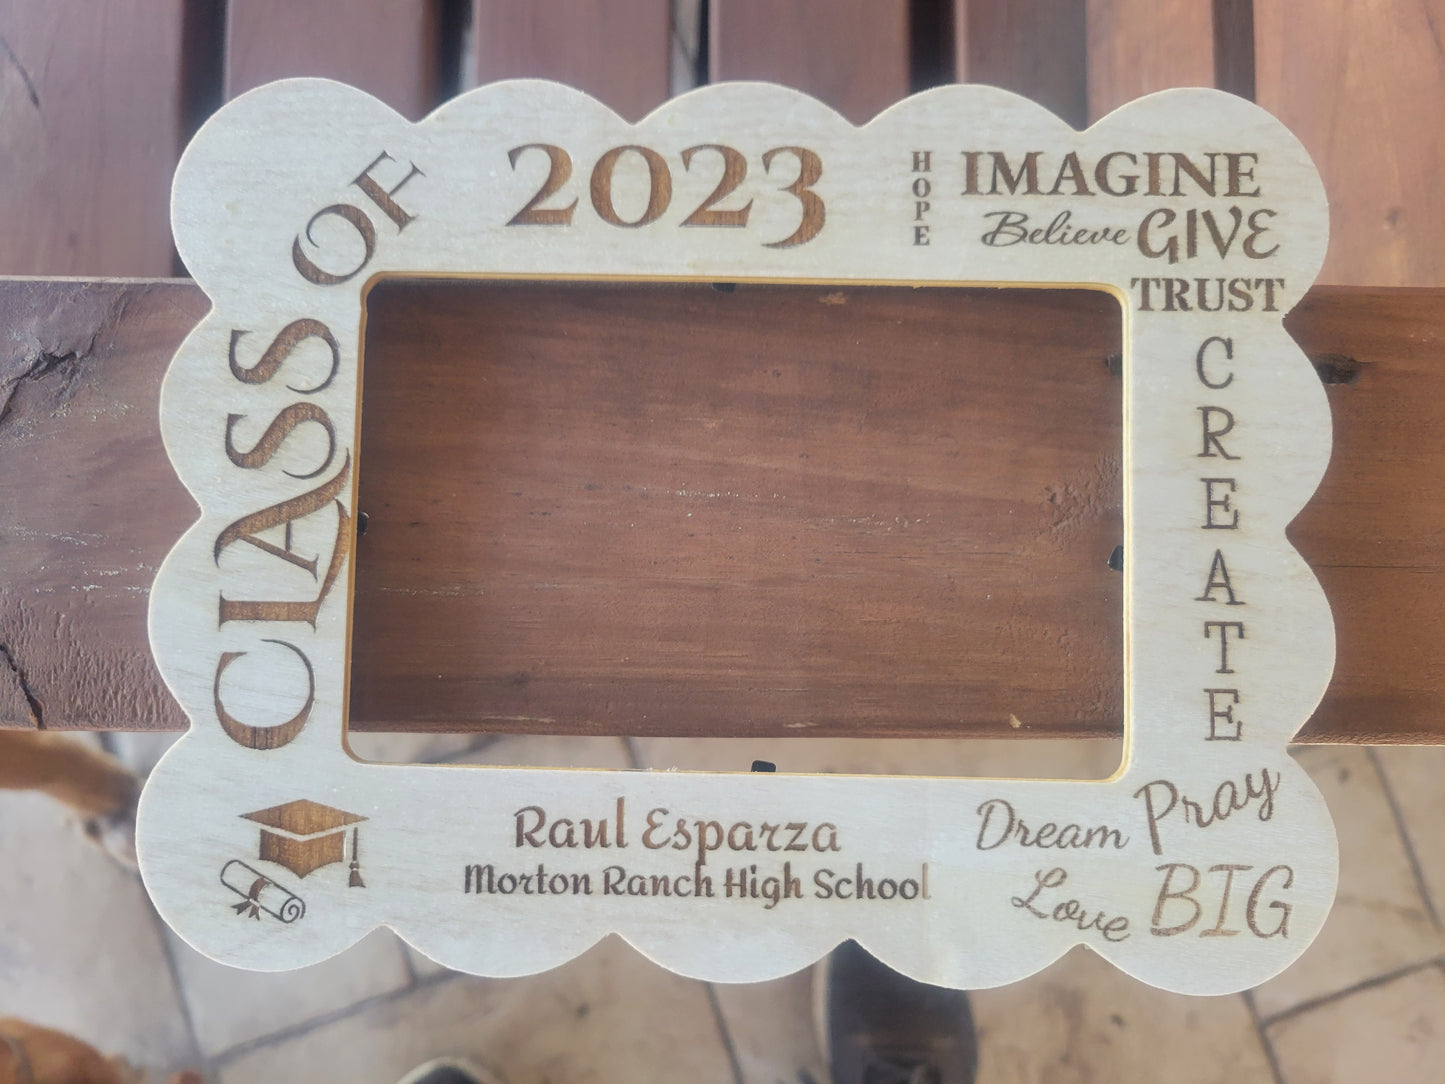 CLASS OF
2023
HOPE
IMAGINE
Believe GIVE
TRUST
CREATE
Raul Esparza
Morton Ranch High School
Dream Pray
Love BIG